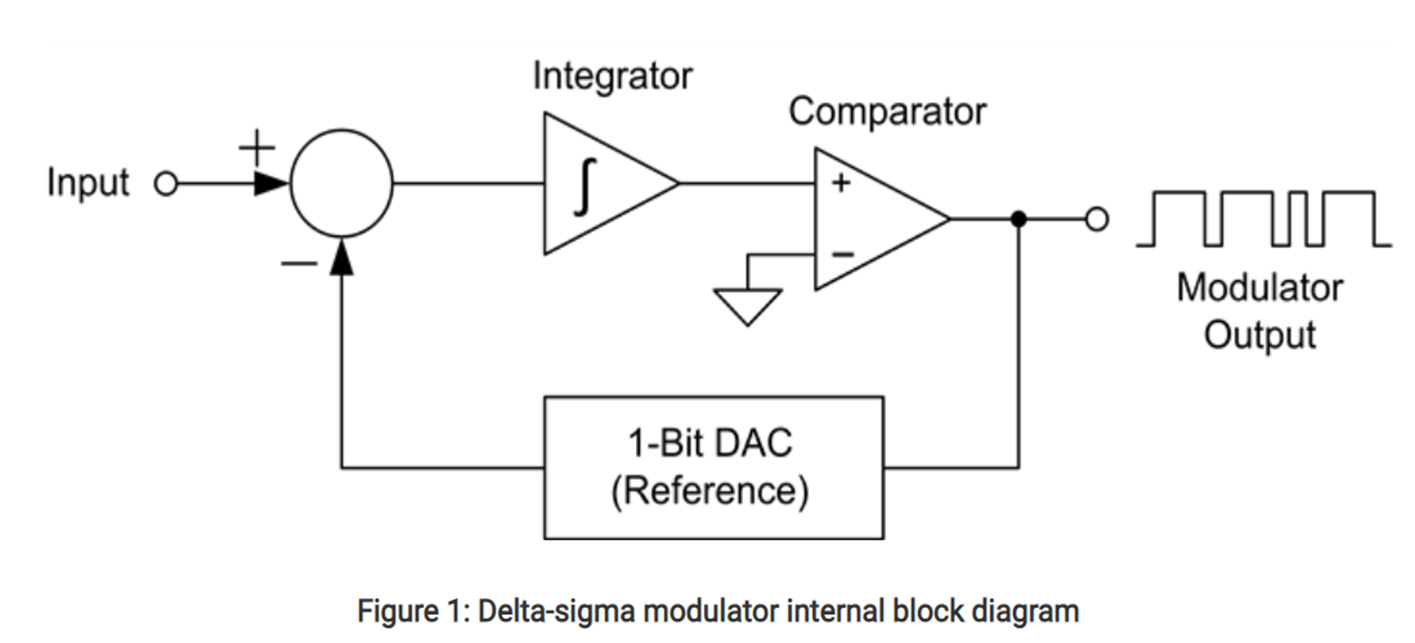 Integrator
Comparator
+
Input
∫
+
−
−
Modulator
Output
1-Bit DAC
(Reference)
Figure 1: Delta-sigma modulator internal block diagram